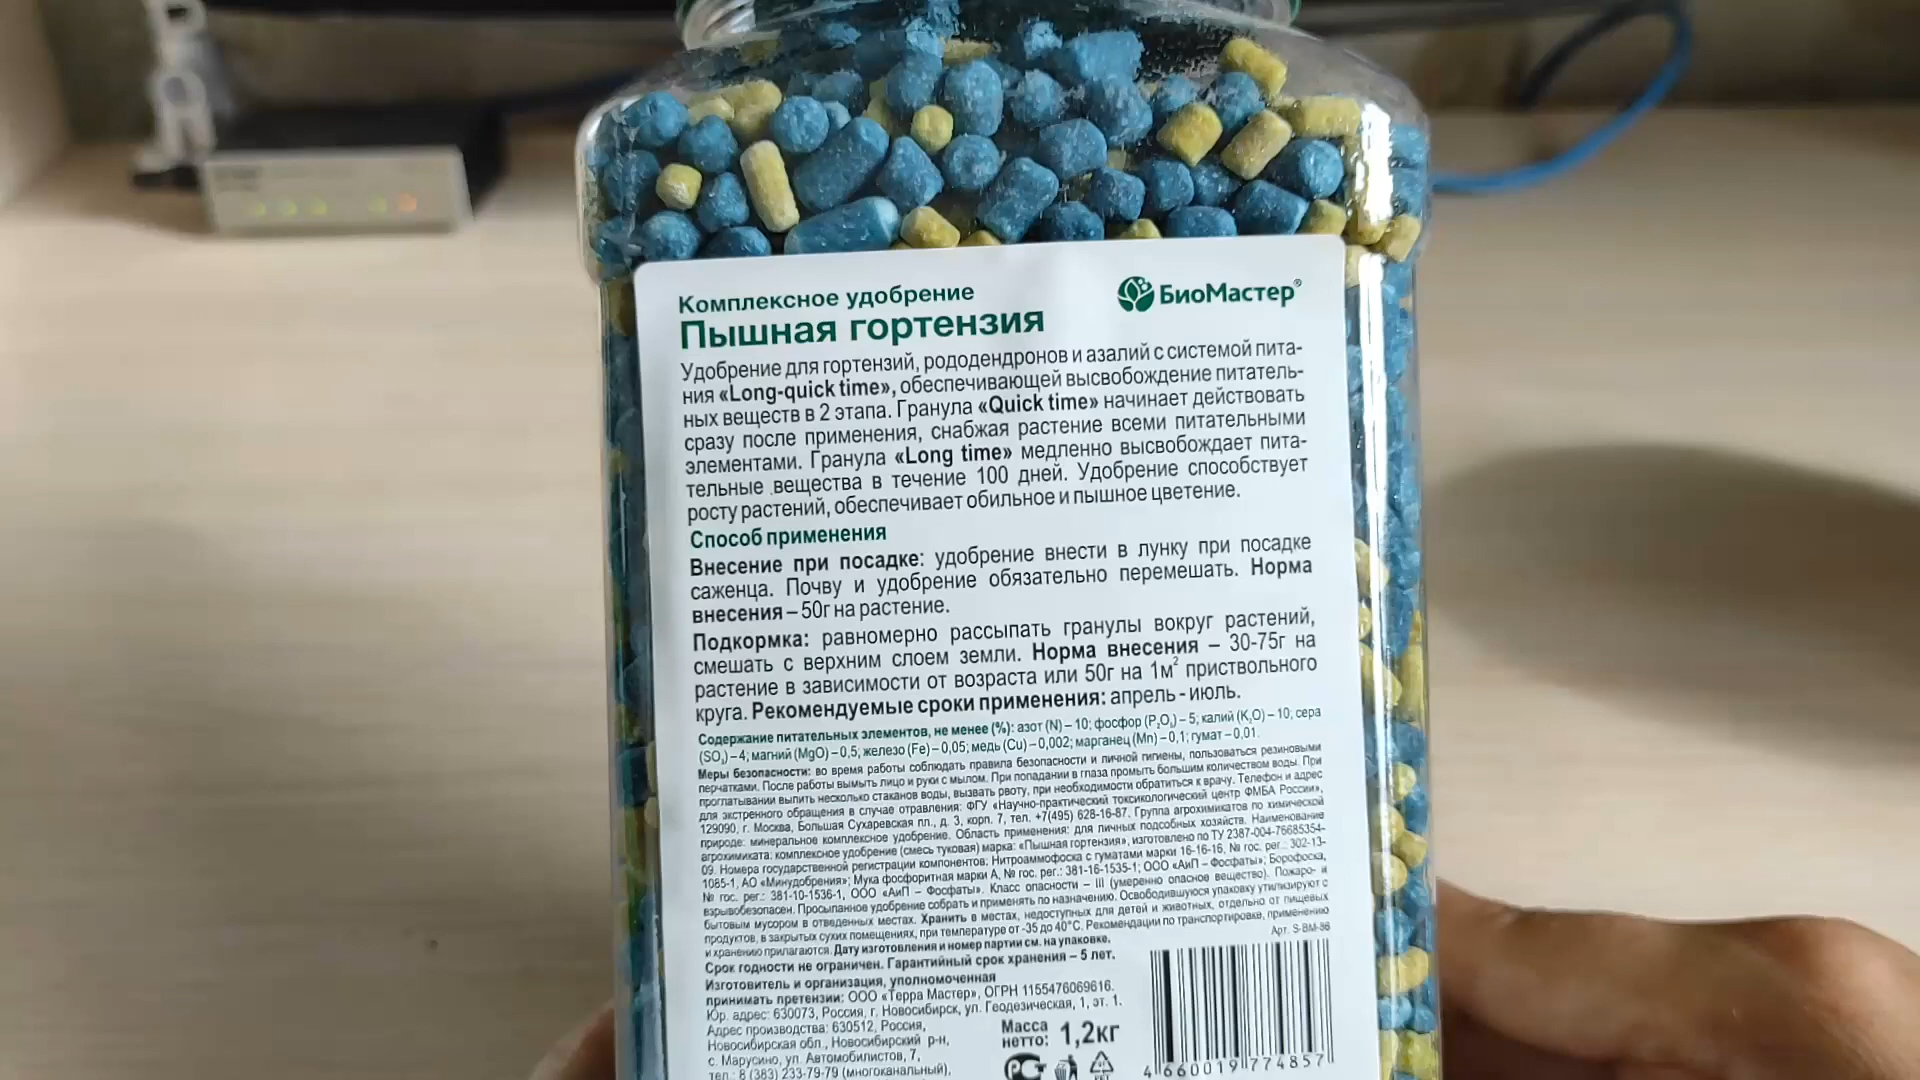 Комплексное удобрение
Пышная гортензия
БиоМастер®
Удобрение для гортензий, рододендронов и азалий с системой пита-
ния «Long-quick time», обеспечивающей высвобождение питатель-
ных веществ в 2 этапа. Гранула «Quick time» начинает действовать
сразу после применения, снабжая растение всеми питательными
элементами. Гранула «Long time» медленно высвобождает пита-
тельные вещества в течение 100 дней. Удобрение способствует
росту растений, обеспечивает обильное и пышное цветение.
Способ применения
Внесение при посадке: удобрение внести в лунку при посадке
саженца. Почву и удобрение обязательно перемешать. Норма
внесения – 50г на растение.
Подкормка: равномерно рассыпать гранулы вокруг растений,
смешать с верхним слоем земли. Норма внесения – 30-75г на
растение в зависимости от возраста или 50г на 1м² приствольного
круга. Рекомендуемые сроки применения: апрель - июль.
Содержание питательных элементов, не менее (%): азот (N) – 10; фосфор (P₂O₅) – 5; калий (K₂O) – 10; сера
(SO₄) – 4; магний (MgO) – 0,5; железо (Fe) – 0,05; медь (Cu) – 0,002; марганец (Mn) – 0,1; гумат – 0,01.
Меры безопасности: во время работы соблюдать правила безопасности и личной гигиены, пользоваться резиновыми
перчатками. После работы вымыть лицо и руки с мылом. При попадании в глаза промыть большим количеством воды. При
проглатывании выпить несколько стаканов воды, вызвать рвоту, при необходимости обратиться к врачу. Телефон и адрес
для экстренного обращения в случае отравления: ФГУ «Научно-практический токсикологический центр ФМБА России»,
129090, г. Москва, Большая Сухаревская пл., д. 3, корп. 7, тел. +7(495) 628-16-87. Группа агрохимикатов по химической
природе: минеральное комплексное удобрение. Область применения: для личных подсобных хозяйств. Наименование
агрохимиката: комплексное удобрение (смесь туковая) марка: «Пышная гортензия», изготовлено по ТУ 2387-004-76685354-
09. Номера государственной регистрации компонентов: Нитроаммофоска с гуматами марки 16-16-16, № гос. рег.: 302-13-
1085-1, АО «Минудобрения»; Мука фосфоритная марки А, № гос. рег.: 381-16-1535-1; ООО «АиП – Фосфаты»; Борофоска,
№ гос. рег.: 381-10-1536-1, ООО «АиП – Фосфаты». Класс опасности – III (умеренно опасное вещество). Пожаро- и
взрывобезопасен. Просыпанное удобрение собрать и применять по назначению. Освободившуюся упаковку утилизируют с
бытовым мусором в отведенных местах. Хранить в местах, недоступных для детей и животных, отдельно от пищевых
продуктов, в закрытых сухих помещениях, при температуре от -35 до 40°С. Рекомендации по транспортировке, применению
и хранению прилагаются. Дату изготовления и номер партии см. на упаковке.
Арт. S-BM-86
Срок годности не ограничен. Гарантийный срок хранения – 5 лет.
Изготовитель и организация, уполномоченная
принимать претензии: ООО «Терра Мастер», ОГРН 1155476069616.
Юр. адрес: 630073, Россия, г. Новосибирск, ул. Геодезическая, 1, эт. 1.
Адрес производства: 630512, Россия,
Новосибирская обл., Новосибирский р-н,
с. Марусино, ул. Автомобилистов, 7,
тел.: 8 (383) 233-79-79 (многоканальный),
Масса
нетто: 1,2кг
4 660019 774857